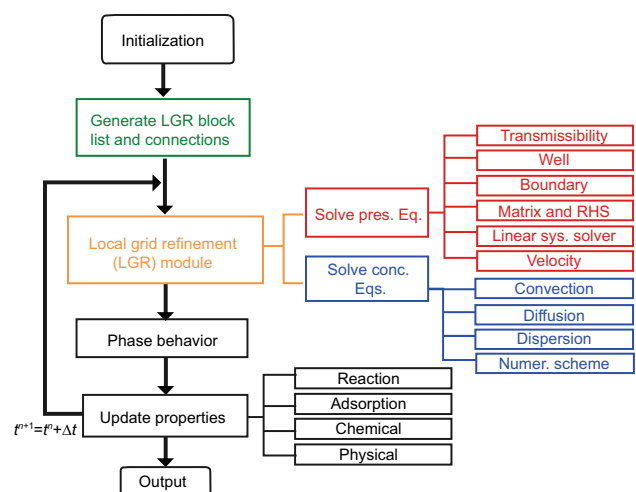 Initialization
Generate LGR block
list and connections
Local grid refinement
(LGR) module
Solve pres. Eq.
Transmissibility
Well
Boundary
Matrix and RHS
Linear sys. solver
Velocity
Solve conc.
Eqs.
Convection
Diffusion
Dispersion
Numer. scheme
Phase behavior
Update properties
Reaction
Adsorption
Chemical
Physical
tⁿ⁺¹=tⁿ+Δt
Output